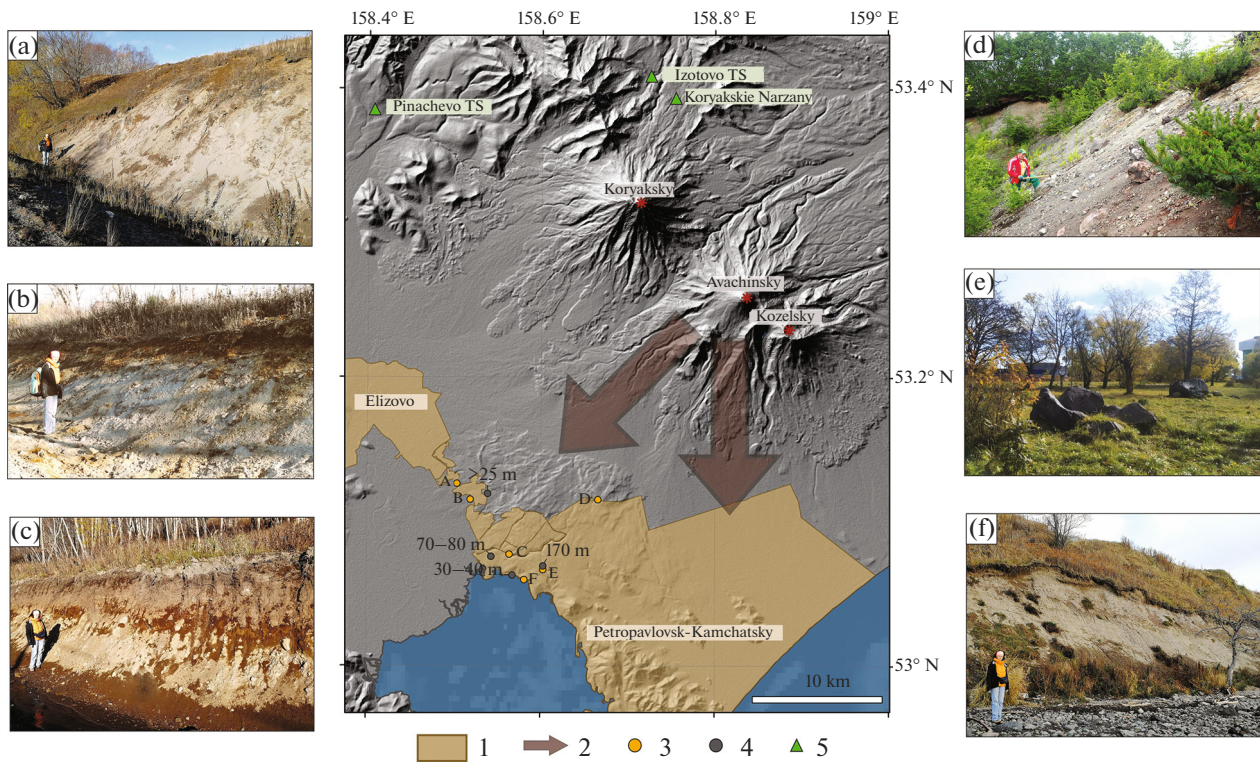 158.4° E
158.6° E
158.8° E
159° E
(a)
(d)
Izotovo TS
53.4° N
Pinachevo TS
Koryakskie Narzany
Koryaksky
(b)
Avachinsky
(e)
Kozelsky
53.2° N
Elizovo
>25 m
A
B
D
(c)
(f)
70–80 m
C
170 m
30–40 m
F
E
Petropavlovsk-Kamchatsky
53° N
10 km
1
2
3
4
5